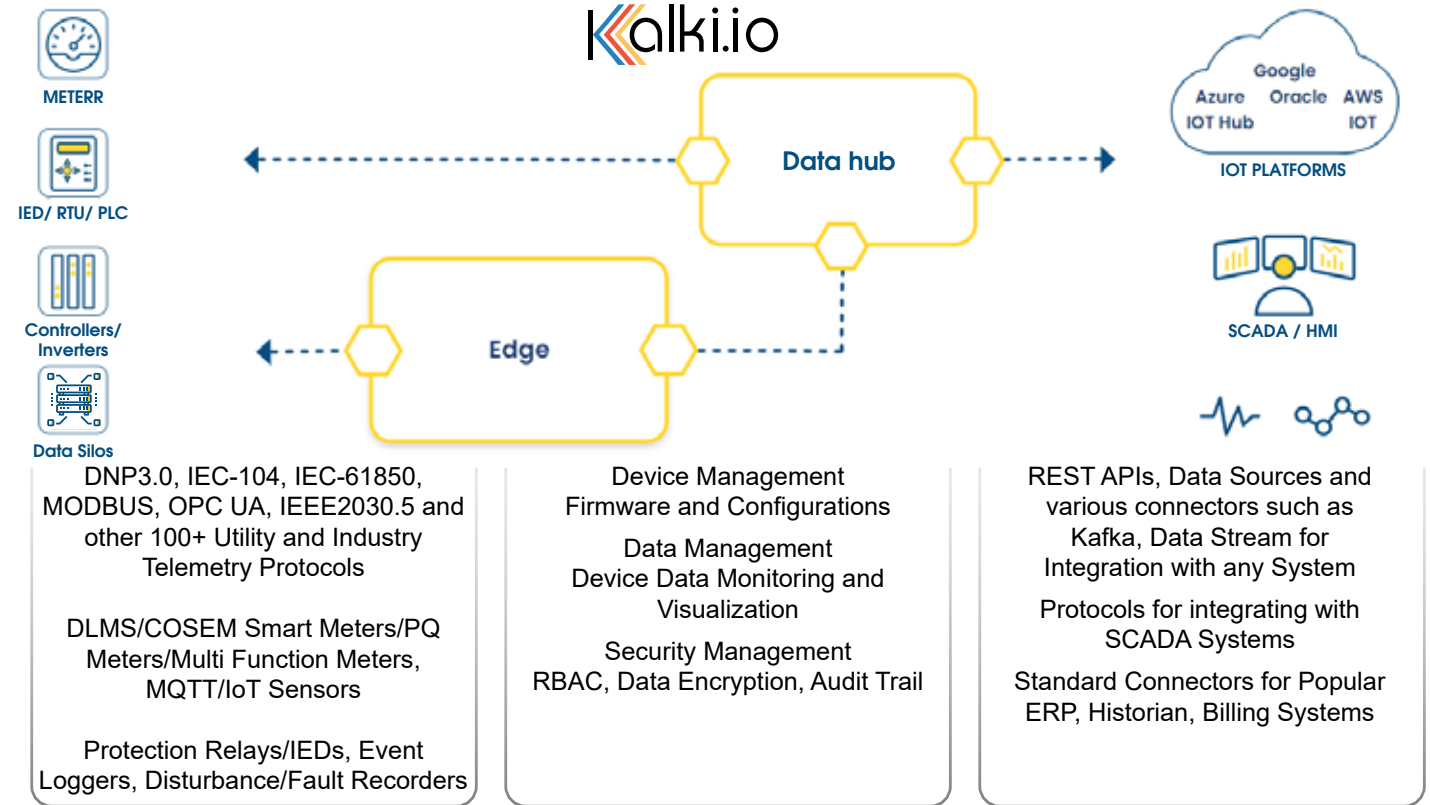 Kalki.io
METERR
IED/ RTU/ PLC
Controllers/
Inverters
Data Silos
Data hub
Edge
Google
Azure Oracle AWS
IOT Hub IOT
IOT PLATFORMS
SCADA / HMI
DNP3.0, IEC-104, IEC-61850,
MODBUS, OPC UA, IEEE2030.5 and
other 100+ Utility and Industry
Telemetry Protocols
DLMS/COSEM Smart Meters/PQ
Meters/Multi Function Meters,
MQTT/IoT Sensors
Protection Relays/IEDs, Event
Loggers, Disturbance/Fault Recorders
Device Management
Firmware and Configurations
Data Management
Device Data Monitoring and
Visualization
Security Management
RBAC, Data Encryption, Audit Trail
REST APIs, Data Sources and
various connectors such as
Kafka, Data Stream for
Integration with any System
Protocols for integrating with
SCADA Systems
Standard Connectors for Popular
ERP, Historian, Billing Systems